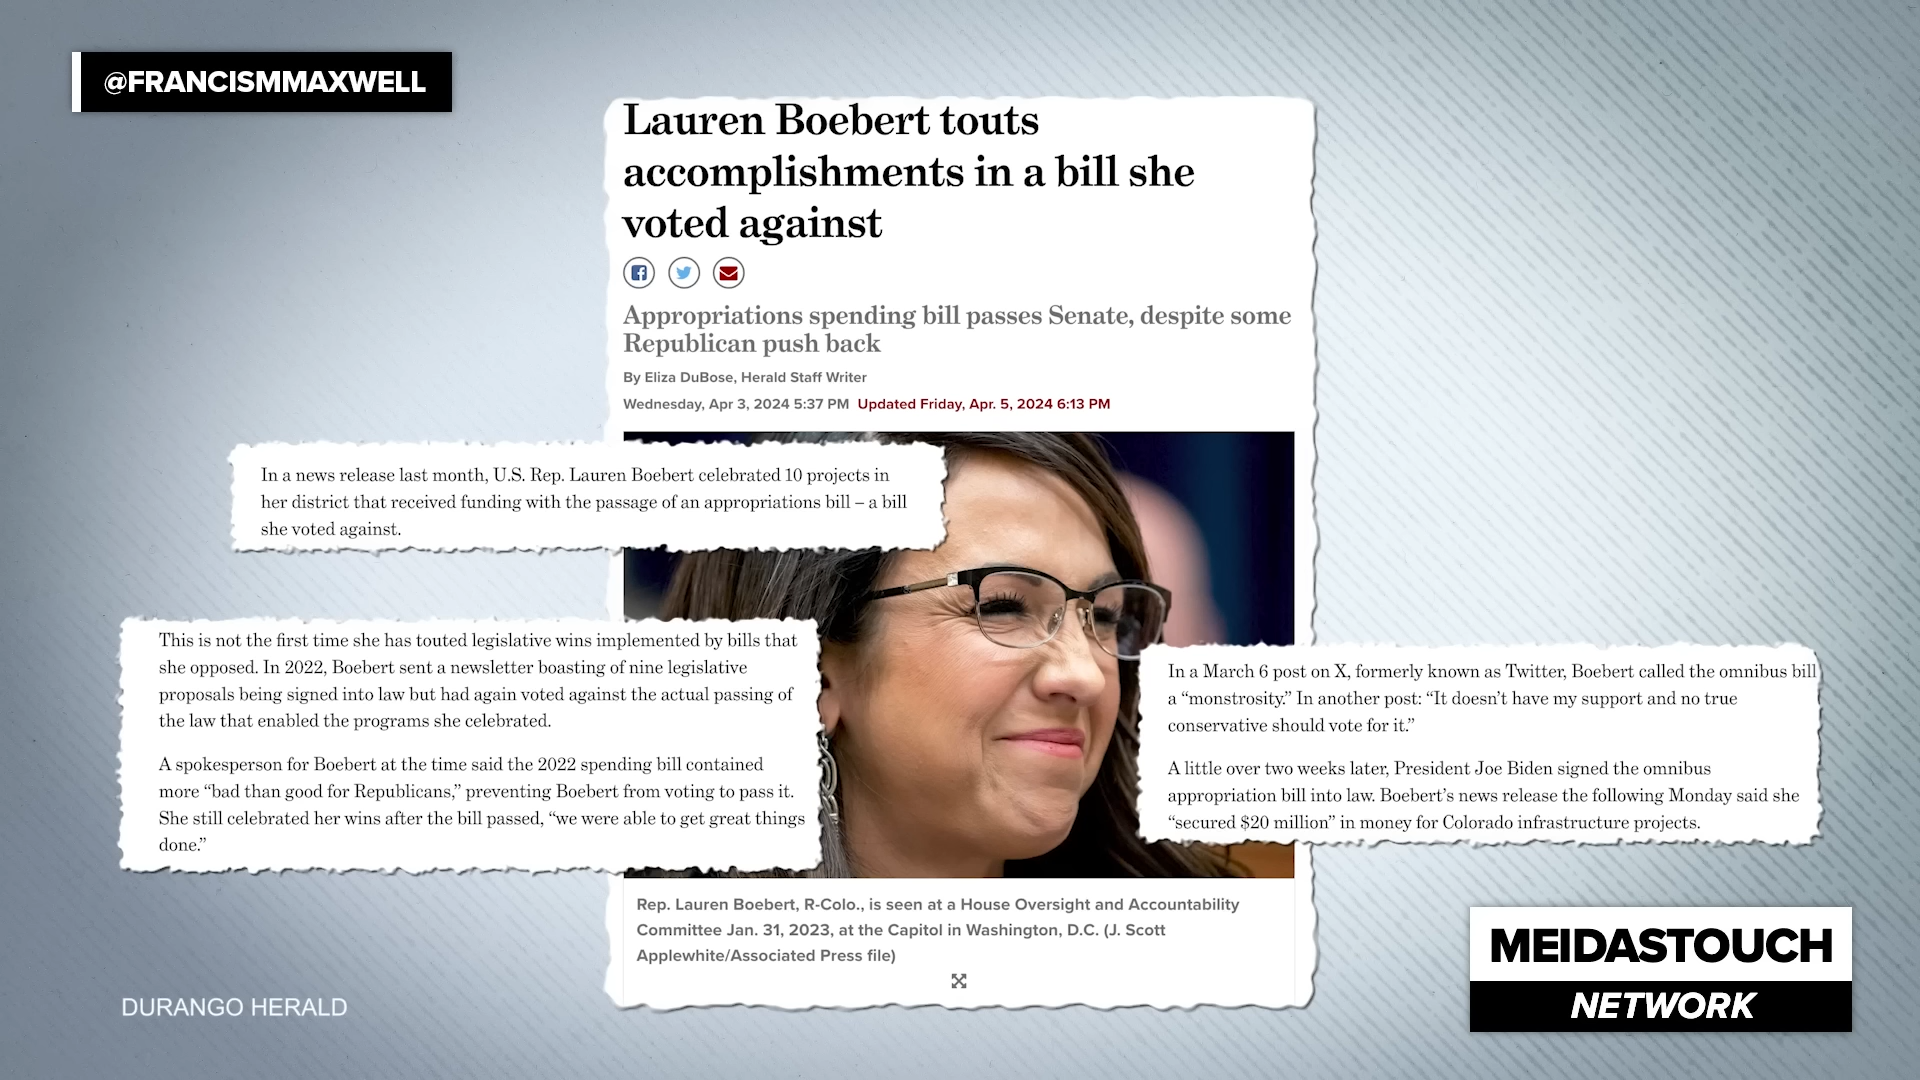 @FRANCISMMAXWELL
Lauren Boebert touts
accomplishments in a bill she
voted against
Appropriations spending bill passes Senate, despite some
Republican push back
By Eliza DuBose, Herald Staff Writer
Wednesday, Apr 3, 2024 5:37 PM Updated Friday, Apr. 5, 2024 6:13 PM
In a news release last month, U.S. Rep. Lauren Boebert celebrated 10 projects in
her district that received funding with the passage of an appropriations bill – a bill
she voted against.
This is not the first time she has touted legislative wins implemented by bills that
she opposed. In 2022, Boebert sent a newsletter boasting of nine legislative
proposals being signed into law but had again voted against the actual passing of
the law that enabled the programs she celebrated.
A spokesperson for Boebert at the time said the 2022 spending bill contained
more “bad than good for Republicans,” preventing Boebert from voting to pass it.
She still celebrated her wins after the bill passed, “we were able to get great things
done.”
In a March 6 post on X, formerly known as Twitter, Boebert called the omnibus bill
a “monstrosity.” In another post: “It doesn’t have my support and no true
conservative should vote for it.”
A little over two weeks later, President Joe Biden signed the omnibus
appropriation bill into law. Boebert’s news release the following Monday said she
“secured $20 million” in money for Colorado infrastructure projects.
Rep. Lauren Boebert, R-Colo., is seen at a House Oversight and Accountability
Committee Jan. 31, 2023, at the Capitol in Washington, D.C. (J. Scott
Applewhite/Associated Press file)
DURANGO HERALD
MEIDASTOUCH
NETWORK